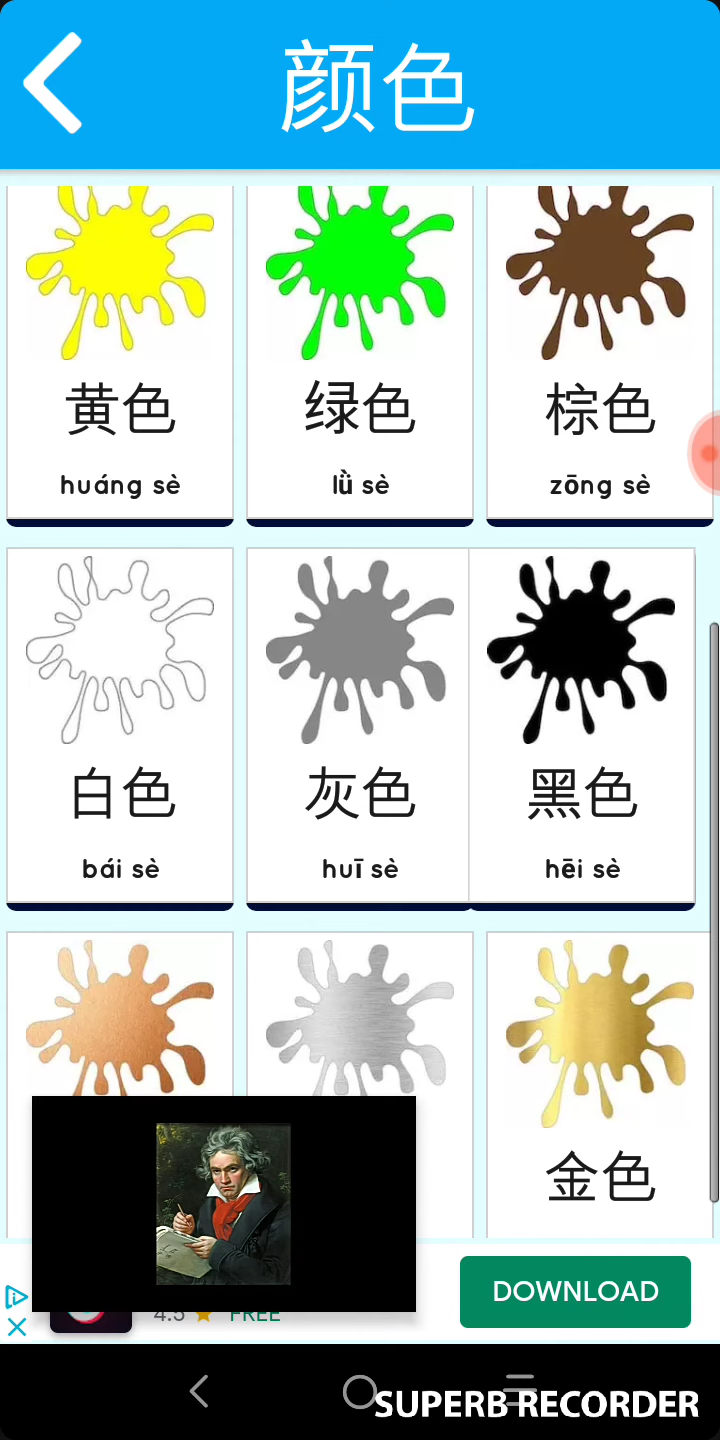 颜色
黄色
绿色
棕色
huáng sè
lǜ sè
zōng sè
白色
灰色
黑色
bái sè
huī sè
hēi sè
金色
DOWNLOAD
4.5 FREE
SUPERB RECORDER